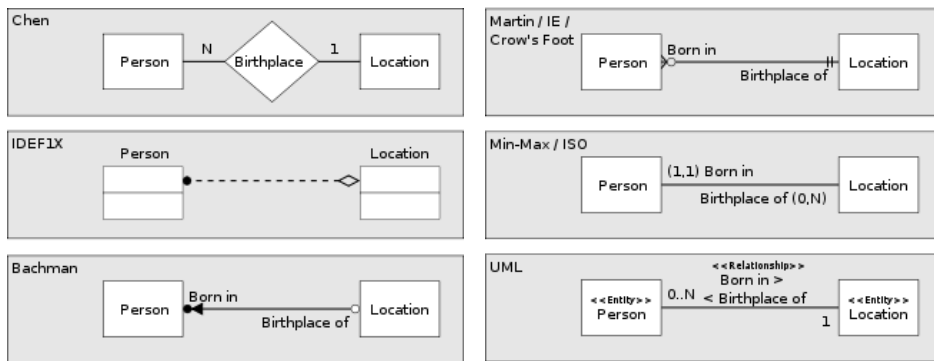 Chen
Person
N
Birthplace
1
Location
Martin / IE /
Crow's Foot
Person
Born in
Birthplace of
Location
IDEF1X
Person
Location
Min-Max / ISO
Person
(1,1) Born in
Birthplace of (0,N)
Location
Bachman
Person
Born in
Birthplace of
Location
UML
<<Entity>>
Person
0..N
<<Relationship>>
Born in >
< Birthplace of
1
<<Entity>>
Location